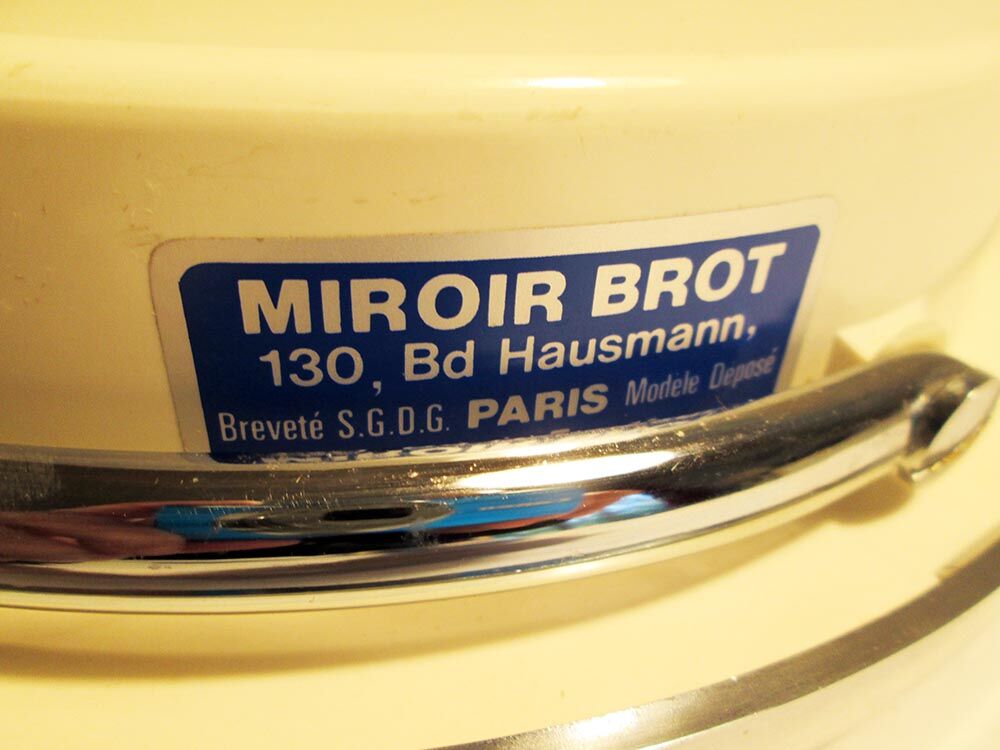 MIROIR BROT
130, Bd Hausmann,
Breveté S.G.D.G. PARIS Modele Deposé